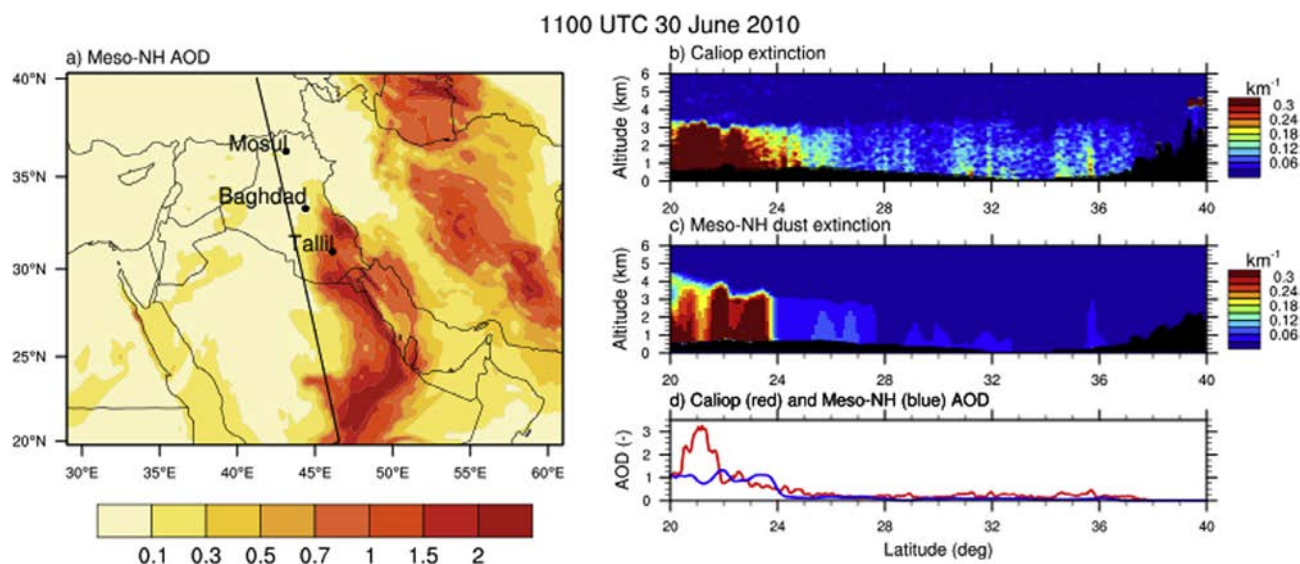 1100 UTC 30 June 2010
a) Meso-NH AOD
40°N
35°N
30°N
25°N
20°N
Mosul
Baghdad
Tallil
30°E 35°E 40°E 45°E 50°E 55°E 60°E
0.1 0.3 0.5 0.7 1 1.5 2
b) Caliop extinction
Altitude (km)
6
5
4
3
2
1
0
20 24 28 32 36 40
km-1
0.3
0.24
0.18
0.12
0.06
c) Meso-NH dust extinction
Altitude (km)
6
5
4
3
2
1
0
20 24 28 32 36 40
km-1
0.3
0.24
0.18
0.12
0.06
d) Caliop (red) and Meso-NH (blue) AOD
AOD (-)
3
2
1
0
20 24 28 32 36 40
Latitude (deg)